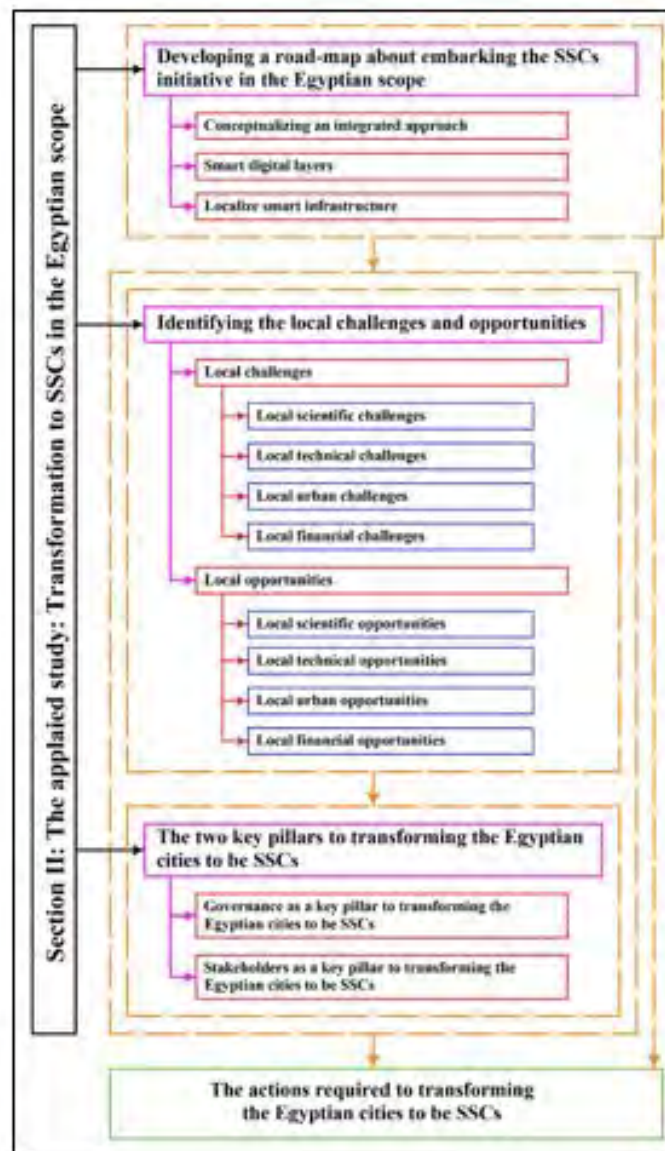 Section II: The applaied study: Transformation to SSCs in the Egyptian scope
Developing a road-map about embarking the SSCs
initiative in the Egyptian scope
Conceptualizing an integrated approach
Smart digital layers
Localize smart infrastructure
Identifying the local challenges and opportunities
Local challenges
Local scientific challenges
Local technical challenges
Local urban challenges
Local financial challenges
Local opportunities
Local scientific opportunities
Local technical opportunities
Local urban opportunities
Local financial opportunities
The two key pillars to transforming the Egyptian
cities to be SSCs
Governance as a key pillar to transforming the
Egyptian cities to be SSCs
Stakeholders as a key pillar to transforming the
Egyptian cities to be SSCs
The actions required to transforming
the Egyptian cities to be SSCs